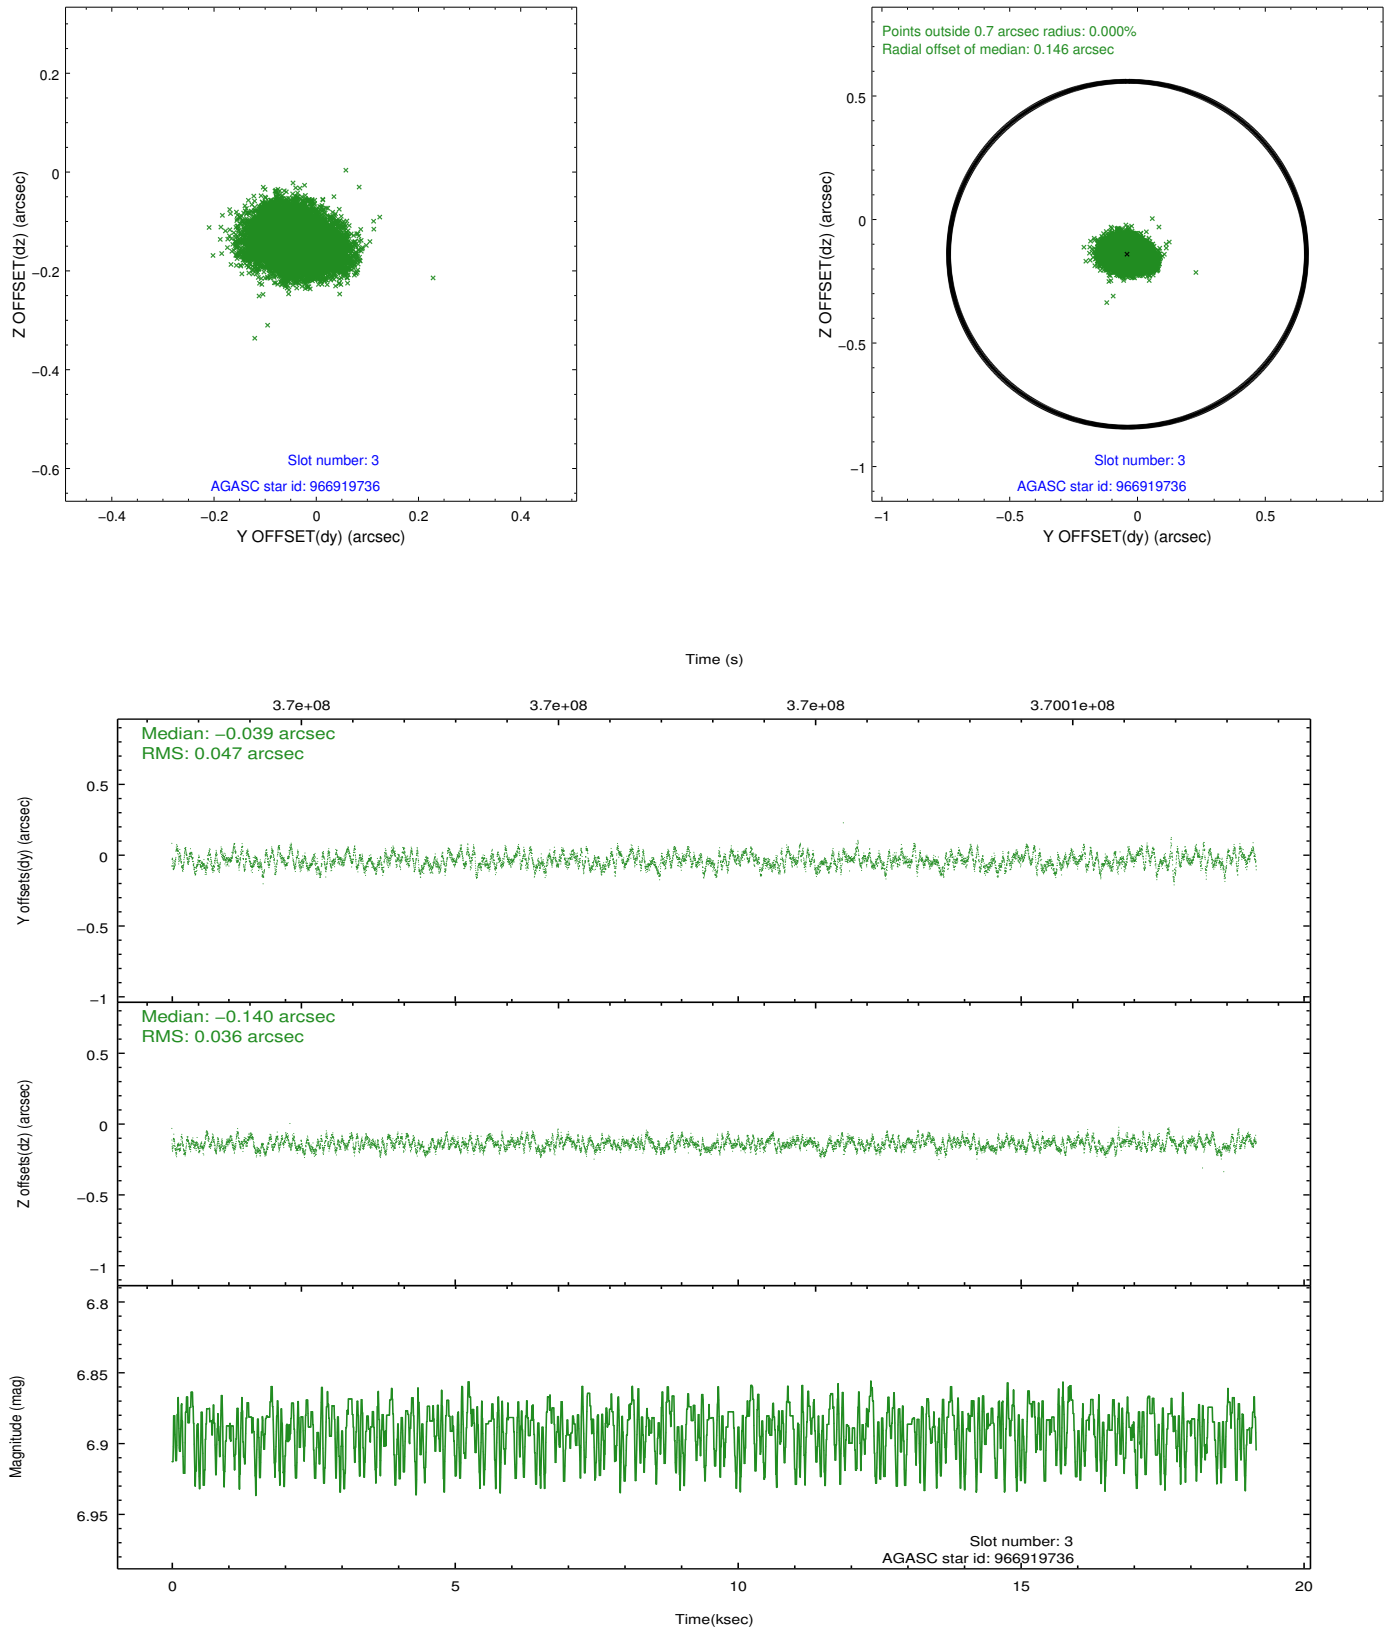 0.2
0
−0.2
−0.4
−0.6
Z OFFSET(dz) (arcsec)
Slot number: 3
AGASC star id: 966919736
−0.4
−0.2
0
0.2
0.4
Y OFFSET(dy) (arcsec)
Points outside 0.7 arcsec radius: 0.000%
Radial offset of median: 0.146 arcsec
0.5
0
−0.5
−1
Z OFFSET(dz) (arcsec)
Slot number: 3
AGASC star id: 966919736
−1
−0.5
0
0.5
Y OFFSET(dy) (arcsec)
Time (s)
3.7e+08
3.7e+08
3.7e+08
3.7001e+08
Median: −0.039 arcsec
RMS: 0.047 arcsec
0.5
0
−0.5
−1
Y offsets(dy) (arcsec)
Median: −0.140 arcsec
RMS: 0.036 arcsec
0.5
0
−0.5
−1
Z offsets(dz) (arcsec)
6.8
6.85
6.9
6.95
Magnitude (mag)
Slot number: 3
AGASC star id: 966919736
0
5
10
15
20
Time(ksec)